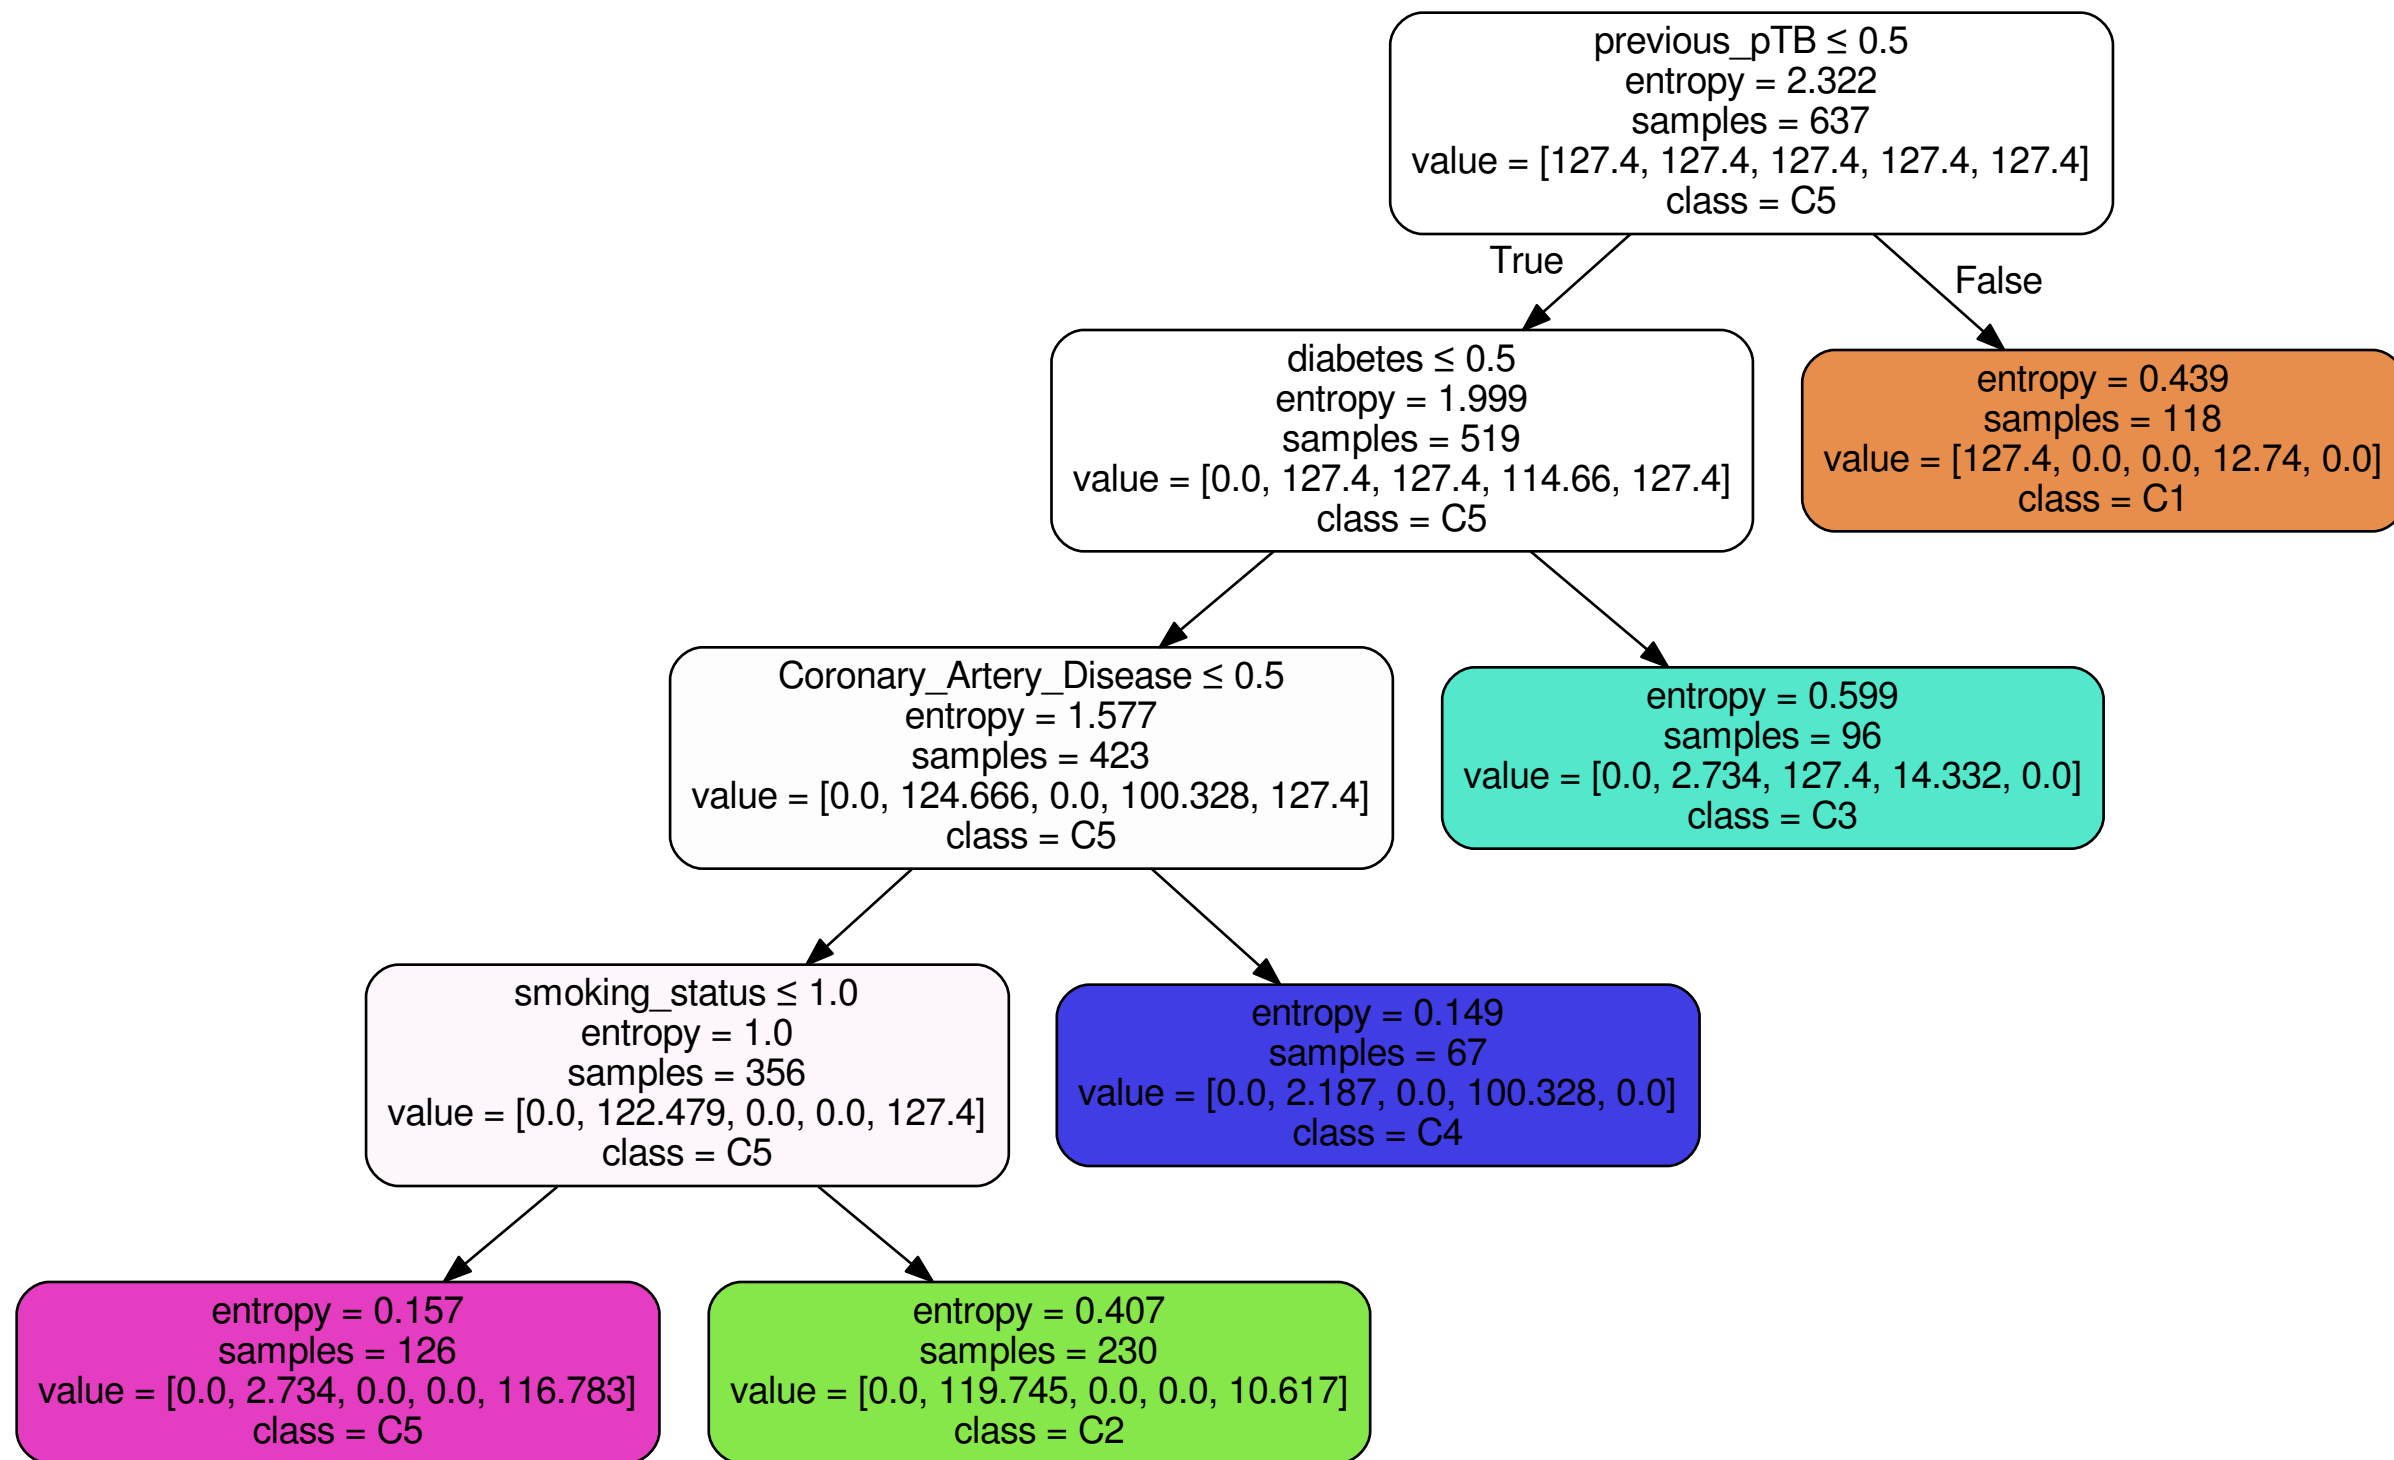 previous_pTB ≤ 0.5
entropy = 2.322
samples = 637
value = [127.4, 127.4, 127.4, 127.4, 127.4]
class = C5
True
False
diabetes ≤ 0.5
entropy = 1.999
samples = 519
value = [0.0, 127.4, 127.4, 114.66, 127.4]
class = C5
entropy = 0.439
samples = 118
value = [127.4, 0.0, 0.0, 12.74, 0.0]
class = C1
Coronary_Artery_Disease ≤ 0.5
entropy = 1.577
samples = 423
value = [0.0, 124.666, 0.0, 100.328, 127.4]
class = C5
entropy = 0.599
samples = 96
value = [0.0, 2.734, 127.4, 14.332, 0.0]
class = C3
smoking_status ≤ 1.0
entropy = 1.0
samples = 356
value = [0.0, 122.479, 0.0, 0.0, 127.4]
class = C5
entropy = 0.149
samples = 67
value = [0.0, 2.187, 0.0, 100.328, 0.0]
class = C4
entropy = 0.157
samples = 126
value = [0.0, 2.734, 0.0, 0.0, 116.783]
class = C5
entropy = 0.407
samples = 230
value = [0.0, 119.745, 0.0, 0.0, 10.617]
class = C2